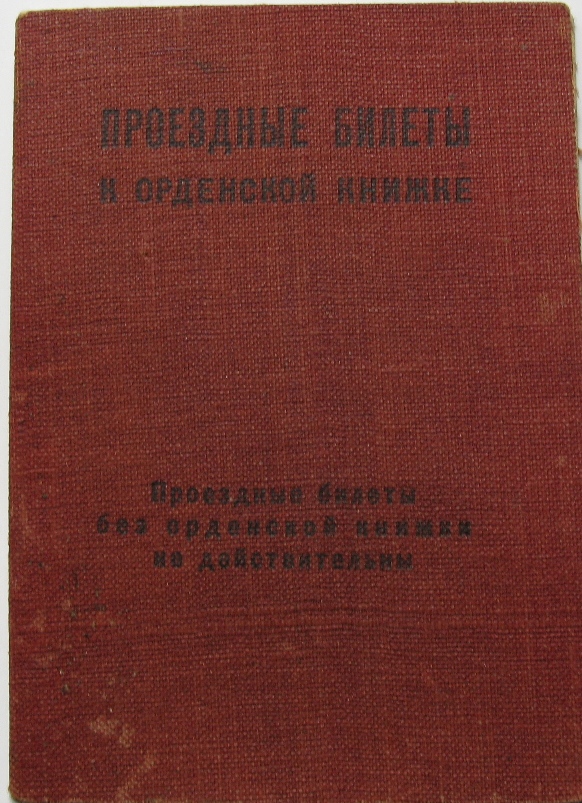 ПРОЕЗДНЫЕ БИЛЕТЫ
К ОРДЕНСКОЙ КНИЖКЕ
Проездные билеты
без орденской книжки
не действительны